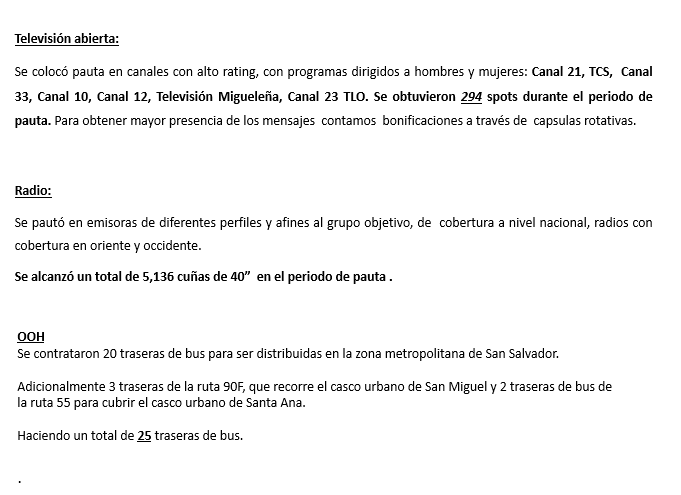 Televisión abierta:
Se colocó pauta en canales con alto rating, con programas dirigidos a hombres y mujeres: Canal 21, TCS, Canal
33, Canal 10, Canal 12, Televisión Migueleña, Canal 23 TLO. Se obtuvieron 294 spots durante el periodo de
pauta. Para obtener mayor presencia de los mensajes contamos bonificaciones a través de capsulas rotativas.
Radio:
Se pautó en emisoras de diferentes perfiles y afines al grupo objetivo, de cobertura a nivel nacional, radios con
cobertura en oriente y occidente.
Se alcanzó un total de 5,136 cuñas de 40” en el periodo de pauta .
OOH
Se contrataron 20 traseras de bus para ser distribuidas en la zona metropolitana de San Salvador.
Adicionalmente 3 traseras de la ruta 90F, que recorre el casco urbano de San Miguel y 2 traseras de bus de
la ruta 55 para cubrir el casco urbano de Santa Ana.
Haciendo un total de 25 traseras de bus.
.